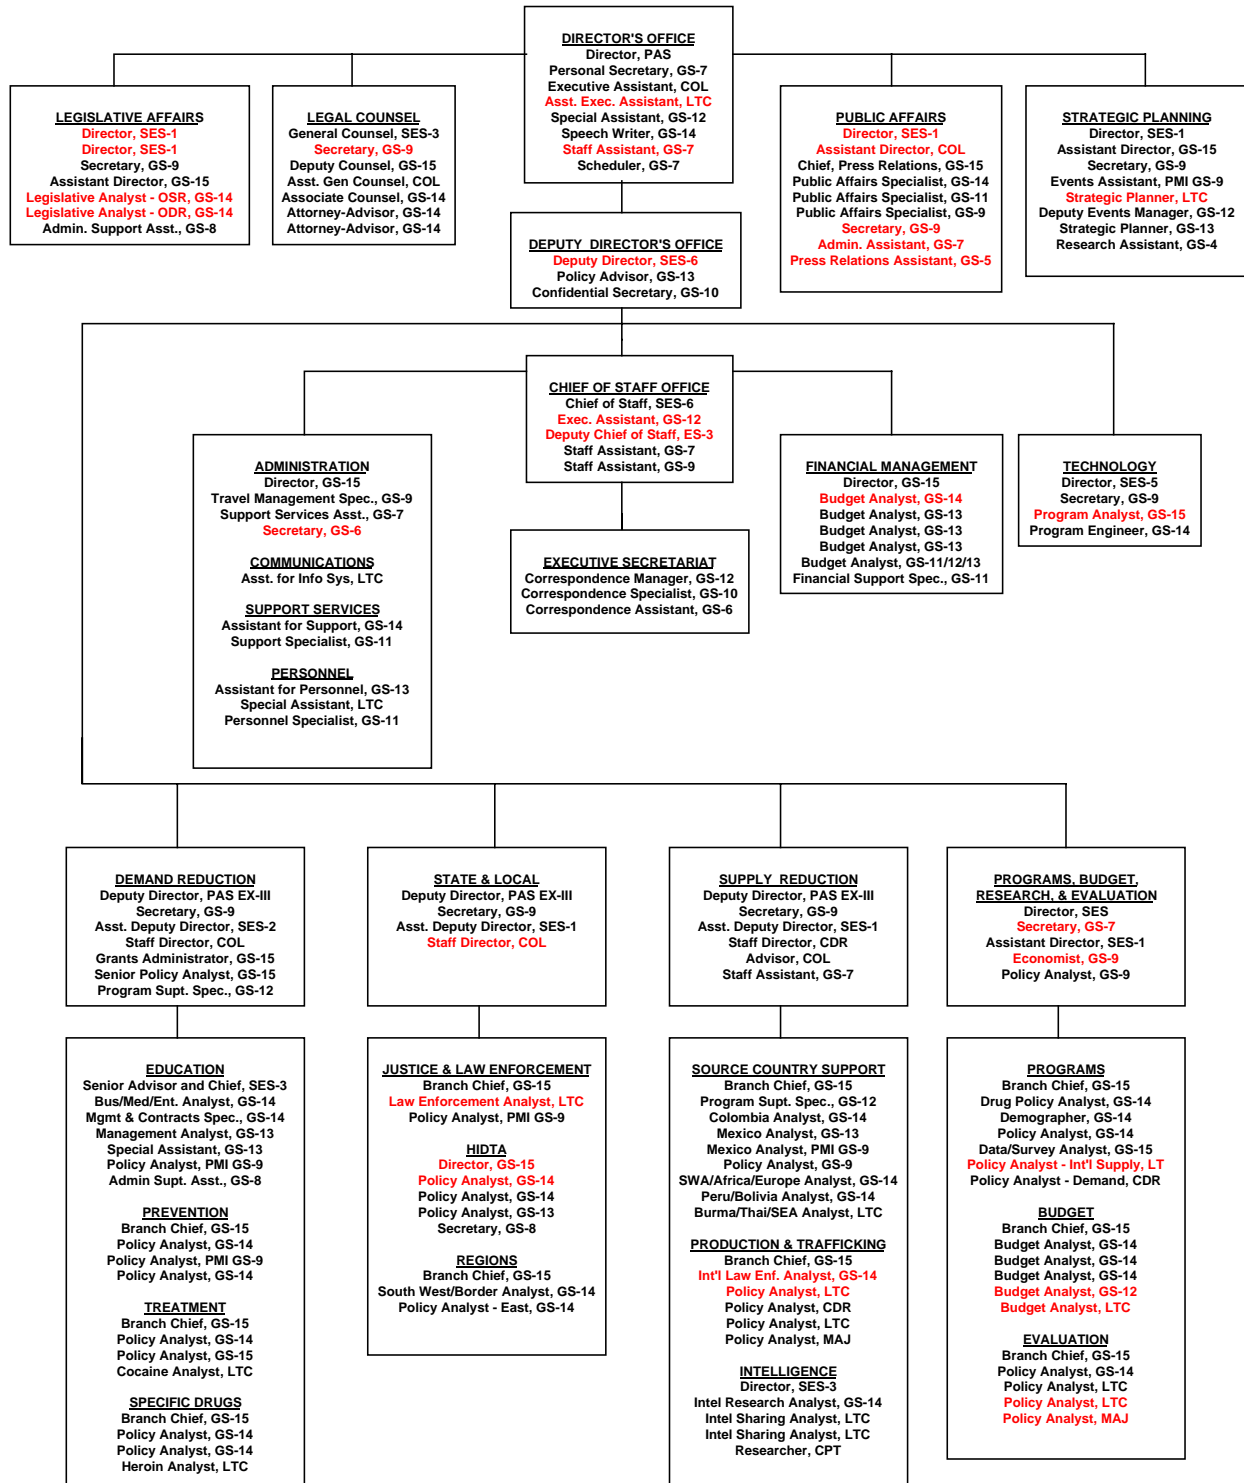 DIRECTOR'S OFFICE
Director, PAS
Personal Secretary, GS-7
Executive Assistant, COL
Asst. Exec. Assistant, LTC
Special Assistant, GS-12
Speech Writer, GS-14
Staff Assistant, GS-7
Scheduler, GS-7
LEGISLATIVE AFFAIRS
Director, SES-1
Director, SES-1
Secretary, GS-9
Assistant Director, GS-15
Legislative Analyst - OSR, GS-14
Legislative Analyst - ODR, GS-14
Admin. Support Asst., GS-8
LEGAL COUNSEL
General Counsel, SES-3
Secretary, GS-9
Deputy Counsel, GS-15
Asst. Gen Counsel, COL
Associate Counsel, GS-14
Attorney-Advisor, GS-14
Attorney-Advisor, GS-14
PUBLIC AFFAIRS
Director, SES-1
Assistant Director, COL
Chief, Press Relations, GS-15
Public Affairs Specialist, GS-14
Public Affairs Specialist, GS-11
Public Affairs Specialist, GS-9
Secretary, GS-9
Admin. Assistant, GS-7
Press Relations Assistant, GS-5
STRATEGIC PLANNING
Director, SES-1
Assistant Director, GS-15
Secretary, GS-9
Events Assistant, PMI GS-9
Strategic Planner, LTC
Deputy Events Manager, GS-12
Strategic Planner, GS-13
Research Assistant, GS-4
DEPUTY DIRECTOR'S OFFICE
Deputy Director, SES-6
Policy Advisor, GS-13
Confidential Secretary, GS-10
CHIEF OF STAFF OFFICE
Chief of Staff, SES-6
Exec. Assistant, GS-12
Deputy Chief of Staff, ES-3
Staff Assistant, GS-7
Staff Assistant, GS-9
ADMINISTRATION
Director, GS-15
Travel Management Spec., GS-9
Support Services Asst., GS-7
Secretary, GS-6
COMMUNICATIONS
Asst. for Info Sys, LTC
SUPPORT SERVICES
Assistant for Support, GS-14
Support Specialist, GS-11
PERSONNEL
Assistant for Personnel, GS-13
Special Assistant, LTC
Personnel Specialist, GS-11
EXECUTIVE SECRETARIAT
Correspondence Manager, GS-12
Correspondence Specialist, GS-10
Correspondence Assistant, GS-6
FINANCIAL MANAGEMENT
Director, GS-15
Budget Analyst, GS-14
Budget Analyst, GS-13
Budget Analyst, GS-13
Budget Analyst, GS-13
Budget Analyst, GS-11/12/13
Financial Support Spec., GS-11
TECHNOLOGY
Director, SES-5
Secretary, GS-9
Program Analyst, GS-15
Program Engineer, GS-14
DEMAND REDUCTION
Deputy Director, PAS EX-III
Secretary, GS-9
Asst. Deputy Director, SES-2
Staff Director, COL
Grants Administrator, GS-15
Senior Policy Analyst, GS-15
Program Supt. Spec., GS-12
STATE & LOCAL
Deputy Director, PAS EX-III
Secretary, GS-9
Asst. Deputy Director, SES-1
Staff Director, COL
SUPPLY REDUCTION
Deputy Director, PAS EX-III
Secretary, GS-9
Asst. Deputy Director, SES-1
Staff Director, CDR
Advisor, COL
Staff Assistant, GS-7
PROGRAMS, BUDGET,
RESEARCH, & EVALUATION
Director, SES
Secretary, GS-7
Assistant Director, SES-1
Economist, GS-9
Policy Analyst, GS-9
EDUCATION
Senior Advisor and Chief, SES-3
Bus/Med/Ent. Analyst, GS-14
Mgmt & Contracts Spec., GS-14
Management Analyst, GS-13
Special Assistant, GS-13
Policy Analyst, PMI GS-9
Admin Supt. Asst., GS-8
PREVENTION
Branch Chief, GS-15
Policy Analyst, GS-14
Policy Analyst, PMI GS-9
Policy Analyst, GS-14
TREATMENT
Branch Chief, GS-15
Policy Analyst, GS-14
Policy Analyst, GS-15
Cocaine Analyst, LTC
SPECIFIC DRUGS
Branch Chief, GS-15
Policy Analyst, GS-14
Policy Analyst, GS-14
Heroin Analyst, LTC
JUSTICE & LAW ENFORCEMENT
Branch Chief, GS-15
Law Enforcement Analyst, LTC
Policy Analyst, PMI GS-9
HIDTA
Director, GS-15
Policy Analyst, GS-14
Policy Analyst, GS-14
Policy Analyst, GS-13
Secretary, GS-8
REGIONS
Branch Chief, GS-15
South West/Border Analyst, GS-14
Policy Analyst - East, GS-14
SOURCE COUNTRY SUPPORT
Branch Chief, GS-15
Program Supt. Spec., GS-12
Colombia Analyst, GS-14
Mexico Analyst, GS-13
Mexico Analyst, PMI GS-9
Policy Analyst, GS-9
SWA/Africa/Europe Analyst, GS-14
Peru/Bolivia Analyst, GS-14
Burma/Thai/SEA Analyst, LTC
PRODUCTION & TRAFFICKING
Branch Chief, GS-15
Int'l Law Enf. Analyst, GS-14
Policy Analyst, LTC
Policy Analyst, CDR
Policy Analyst, LTC
Policy Analyst, MAJ
INTELLIGENCE
Director, SES-3
Intel Research Analyst, GS-14
Intel Sharing Analyst, LTC
Intel Sharing Analyst, LTC
Researcher, CPT
PROGRAMS
Branch Chief, GS-15
Drug Policy Analyst, GS-14
Demographer, GS-14
Policy Analyst, GS-14
Data/Survey Analyst, GS-15
Policy Analyst - Int'l Supply, LT
Policy Analyst - Demand, CDR
BUDGET
Branch Chief, GS-15
Budget Analyst, GS-14
Budget Analyst, GS-14
Budget Analyst, GS-14
Budget Analyst, GS-12
Budget Analyst, LTC
EVALUATION
Branch Chief, GS-15
Policy Analyst, GS-14
Policy Analyst, LTC
Policy Analyst, LTC
Policy Analyst, MAJ